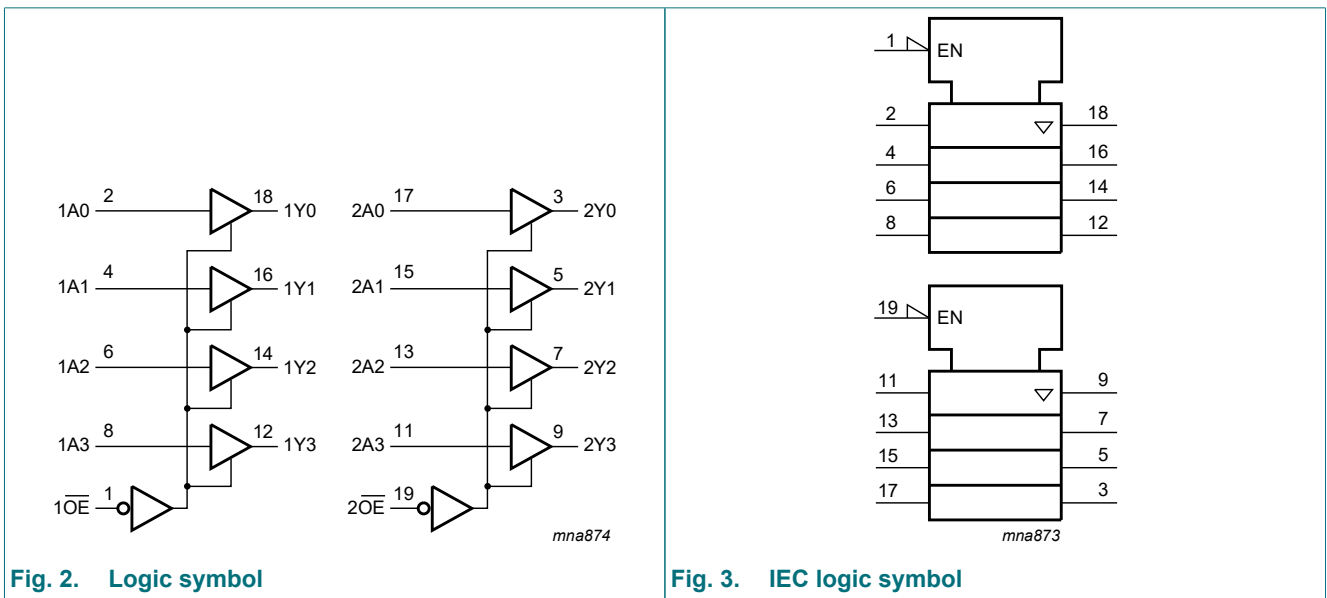 1A0 2 18 1Y0
1A1 4 16 1Y1
1A2 6 14 1Y2
1A3 8 12 1Y3
1OE 1
2A0 17 3 2Y0
2A1 15 5 2Y1
2A2 13 7 2Y2
2A3 11 9 2Y3
2OE 19
mna874
Fig. 2. Logic symbol
1 EN
2 18
4 16
6 14
8 12
19 EN
11 9
13 7
15 5
17 3
mna873
Fig. 3. IEC logic symbol